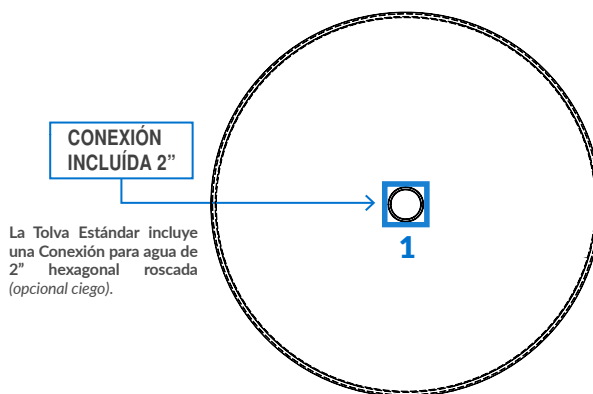 CONEXIÓN
INCLUÍDA 2”
La Tolva Estándar incluye
una Conexión para agua de
2” hexagonal roscada
(opcional ciego).
1